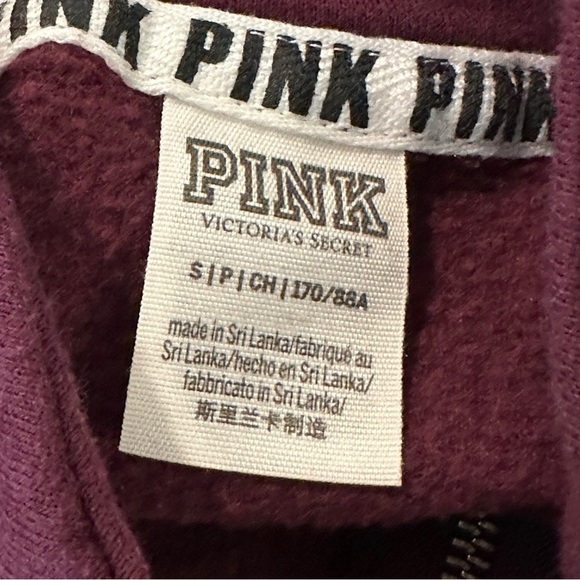 PINK PINK PINK
PINK
VICTORIA'S SECRET
S|P|CH|170/88A
made in Sri Lanka/fabriqué au
Sri Lanka/hecho en Sri Lanka/
fabbricato in Sri Lanka/
斯里兰卡制造